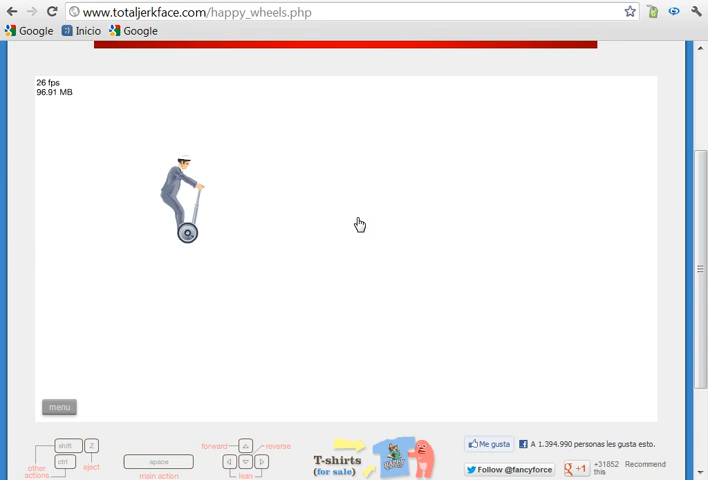 www.totaljerkface.com/happy_wheels.php
Google Inicio Google
26 fps
96.91 MB
menu
shift Z
ctrl
eject
other
actions
space
main action
forward
reverse
lean
T-shirts
(for sale)
Me gusta
A 1.394.990 personas les gusta esto.
Follow @fancyforce
g +1
+31852 Recommend
this